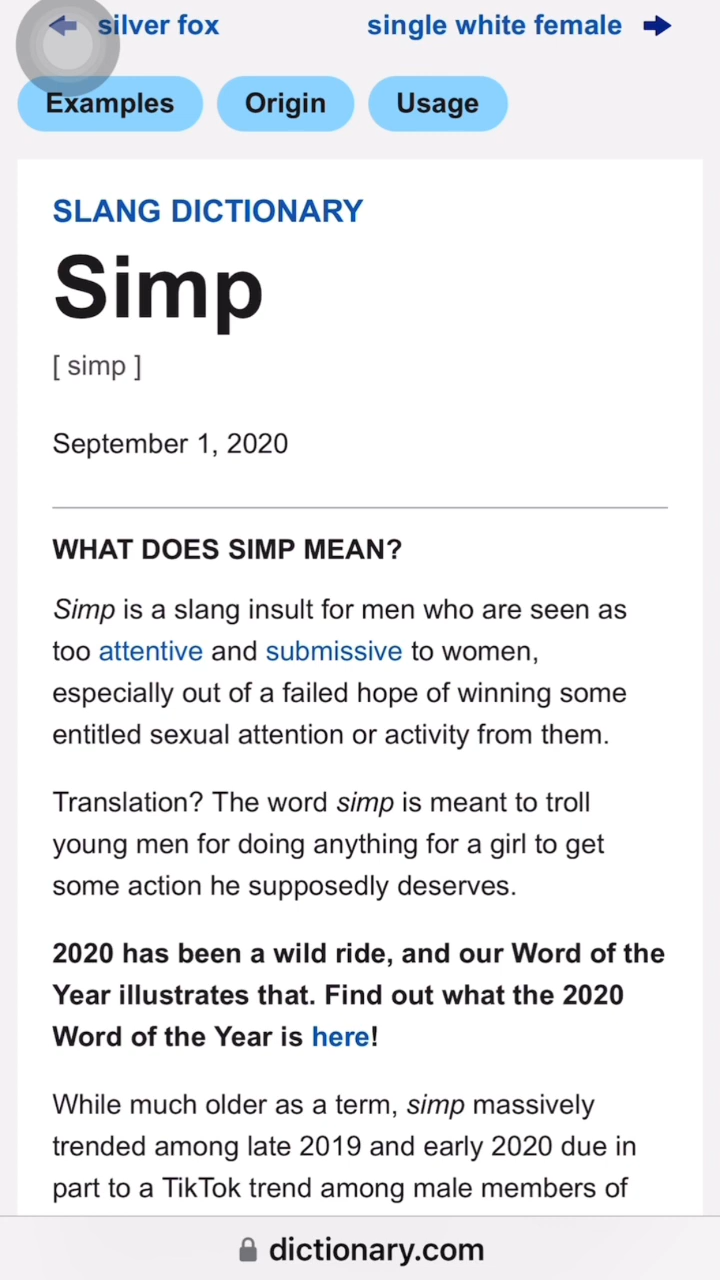 silver fox
single white female
Examples
Origin
Usage
SLANG DICTIONARY
Simp
[ simp ]
September 1, 2020
WHAT DOES SIMP MEAN?
Simp is a slang insult for men who are seen as
too attentive and submissive to women,
especially out of a failed hope of winning some
entitled sexual attention or activity from them.
Translation? The word simp is meant to troll
young men for doing anything for a girl to get
some action he supposedly deserves.
2020 has been a wild ride, and our Word of the
Year illustrates that. Find out what the 2020
Word of the Year is here!
While much older as a term, simp massively
trended among late 2019 and early 2020 due in
part to a TikTok trend among male members of
dictionary.com